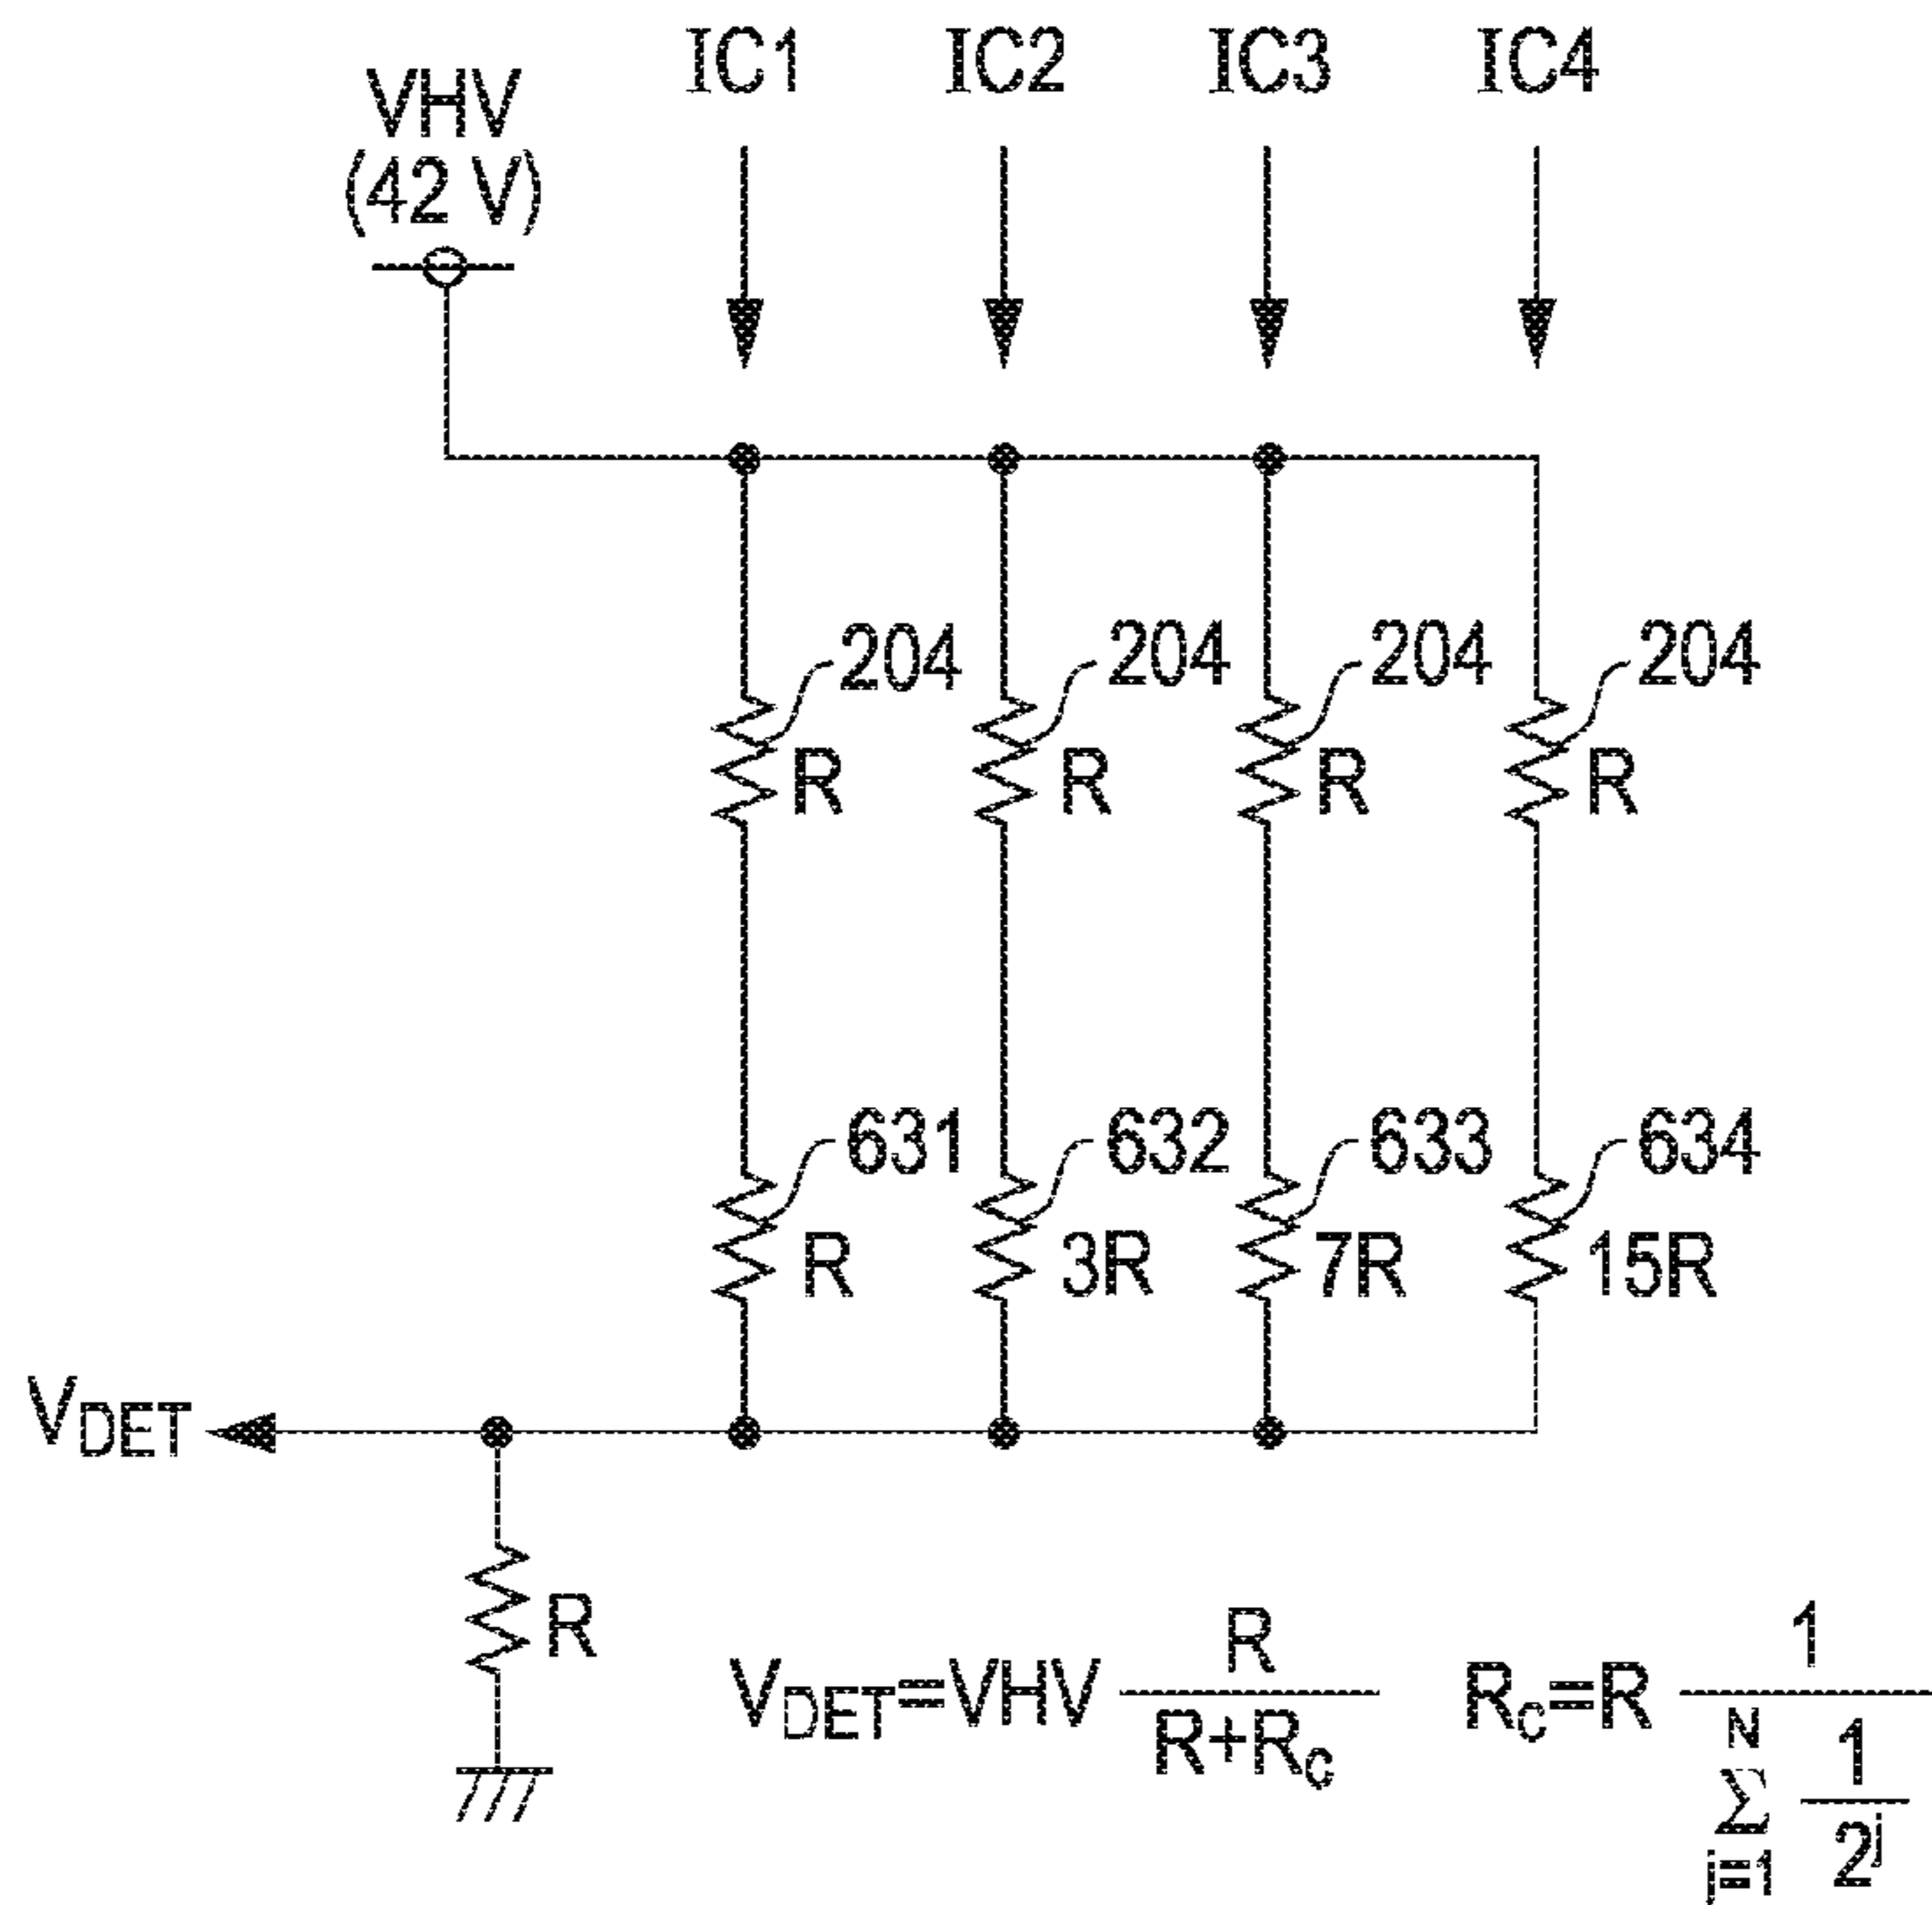 IC1 IC2 IC3 IC4
VHV
(42 V)
204 204 204 204
R R R R
631 632 633 634
R 3R 7R 15R
VDET
R
VDET=VHV R/(R+Rc) Rc=R 1/(N∑j=1 1/2^j)